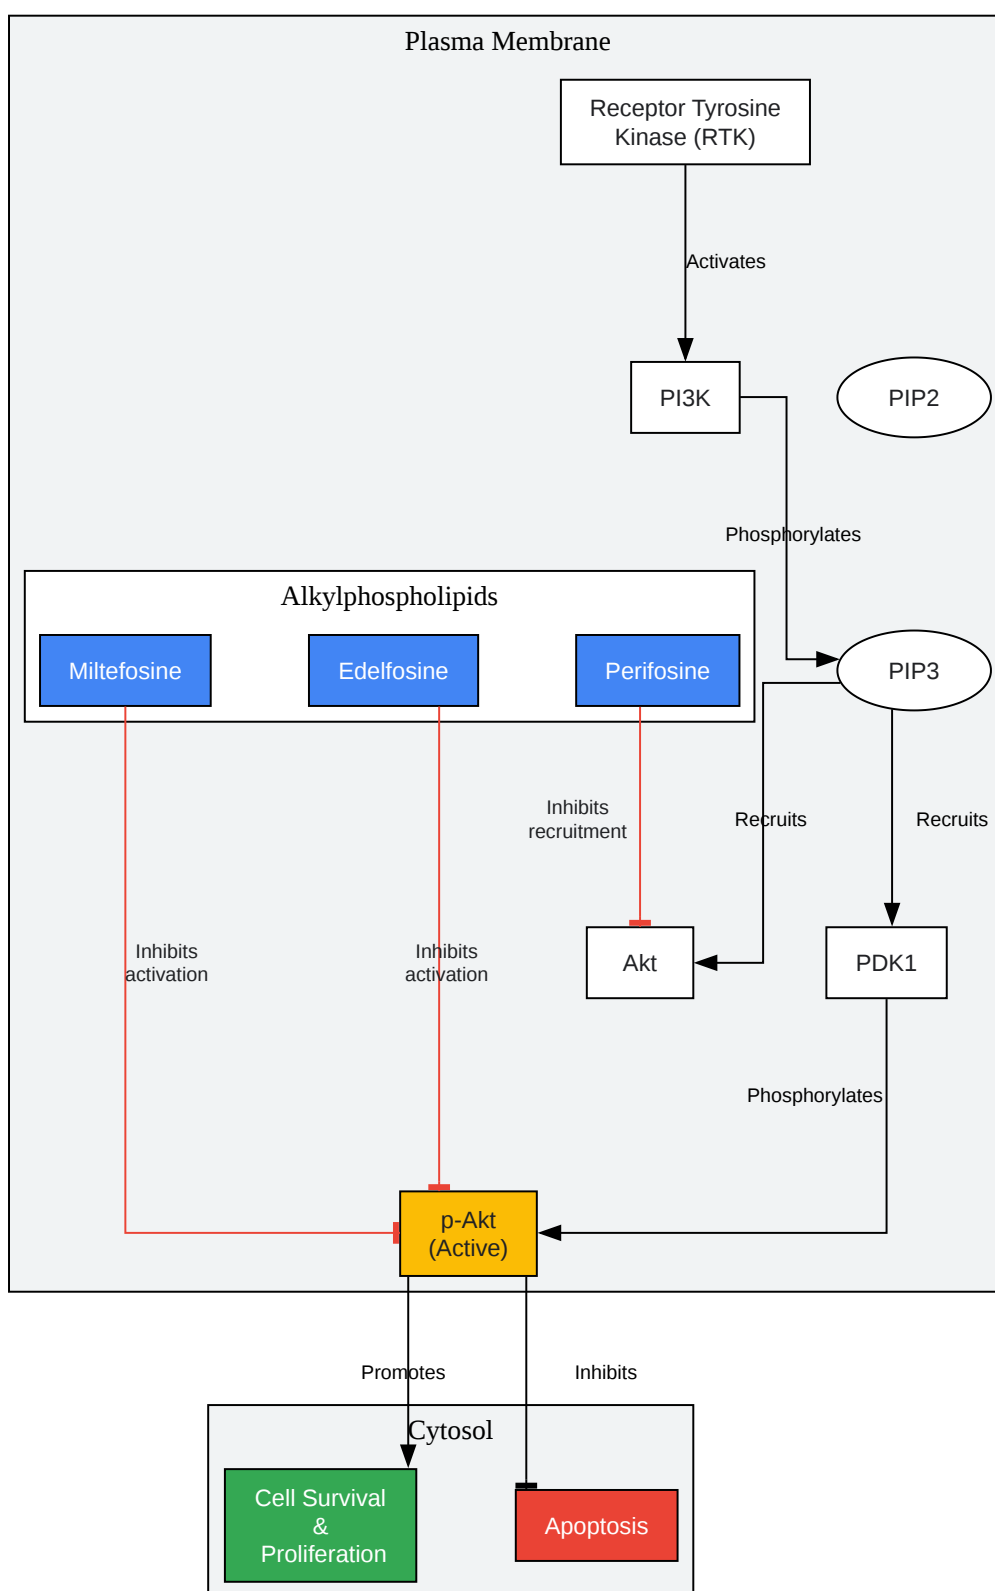 Plasma Membrane
Receptor Tyrosine
Kinase (RTK)
Activates
PI3K
PIP2
Phosphorylates
Alkylphospholipids
Miltefosine
Edelfosine
Perifosine
PIP3
Inhibits
recruitment
Recruits
Recruits
Inhibits
activation
Inhibits
activation
Akt
PDK1
Phosphorylates
p-Akt
(Active)
Promotes
Inhibits
Cytosol
Cell Survival
&
Proliferation
Apoptosis